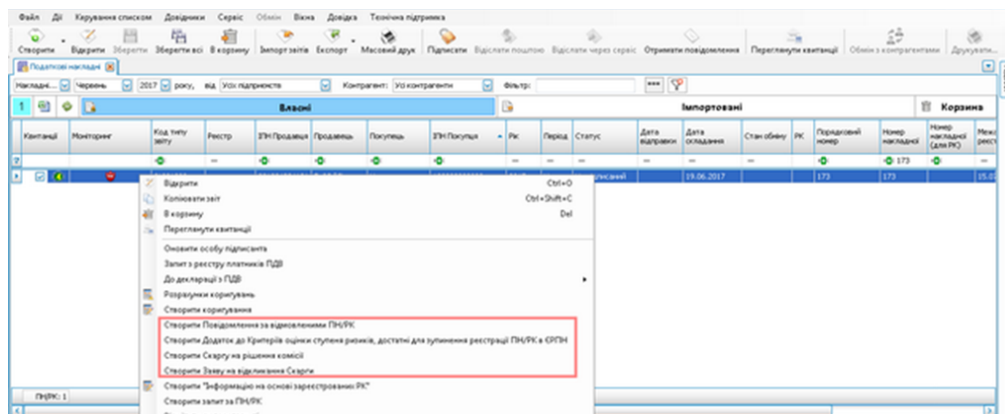 Файл Дії Керування списком Довідники Сервіс Обмін Вікна Довідка Технічна підтримка
Створити Відкрити Зберегти Зберегти всі В корзину Імпорт звітів Експорт Масовий друк Підписати Відіслати поштою Відіслати через сервіс Отримати повідомлення Переглянути квитанції Обмін з контрагентами Друкувати...
Податкові накладні
Накладні... Червень 2017 року, від Усіх підприємств Контрагент: Усі контрагенти Фільтр:
1 Власні Імпортовані Корзина
Квитанції Моніторинг Код типу звіту Реєстр ІПН Продавця Продавець Покупець ІПН Покупця Рік Період Статус Дата відправки Дата складання Стан обміну РК Порядковий номер Номер накладної Номер накладної (для РК)
173
19.06.2017 173 173
Відкрити Ctrl+O
Копіювати звіт Ctrl+Shift+C
В корзину Del
Переглянути квитанції
Оновити особу підписанта
Запит з реєстру платників ПДВ
До декларації з ПДВ
Розрахунки коригувань
Створити коригування
Створити Повідомлення за відмовленими ПН/РК
Створити Додаток до Критеріїв оцінки ступеня ризиків, достатні для зупинення реєстрації ПН/РК в ЄРПН
Створити Скаргу на рішення комісії
Створити Заяву на відкликання Скарги
Створити "Інформацію на основі зареєстрованих РК"
Створити запит за ПН/РК
ПН/РК: 1